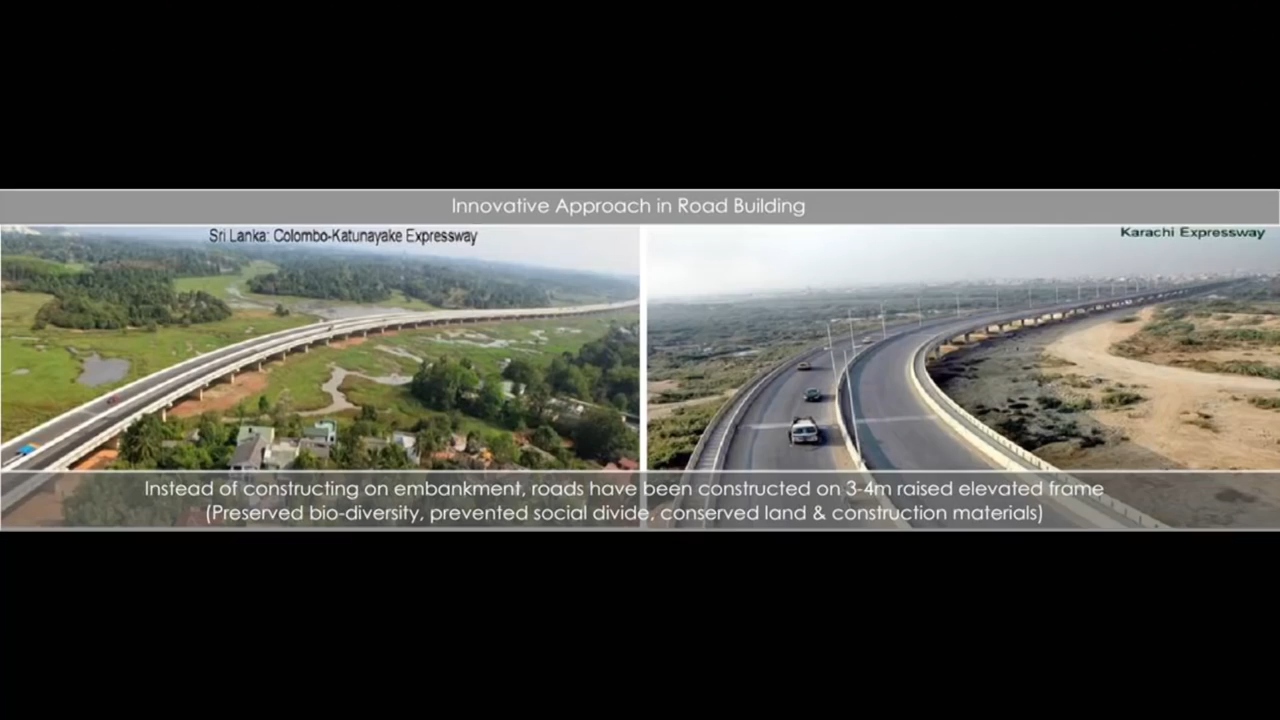 Innovative Approach in Road Building
Sri Lanka: Colombo-Katunayake Expressway
Karachi Expressway
Instead of constructing on embankment, roads have been constructed on 3-4m raised elevated frame
(Preserved bio-diversity, prevented social divide, conserved land & construction materials)